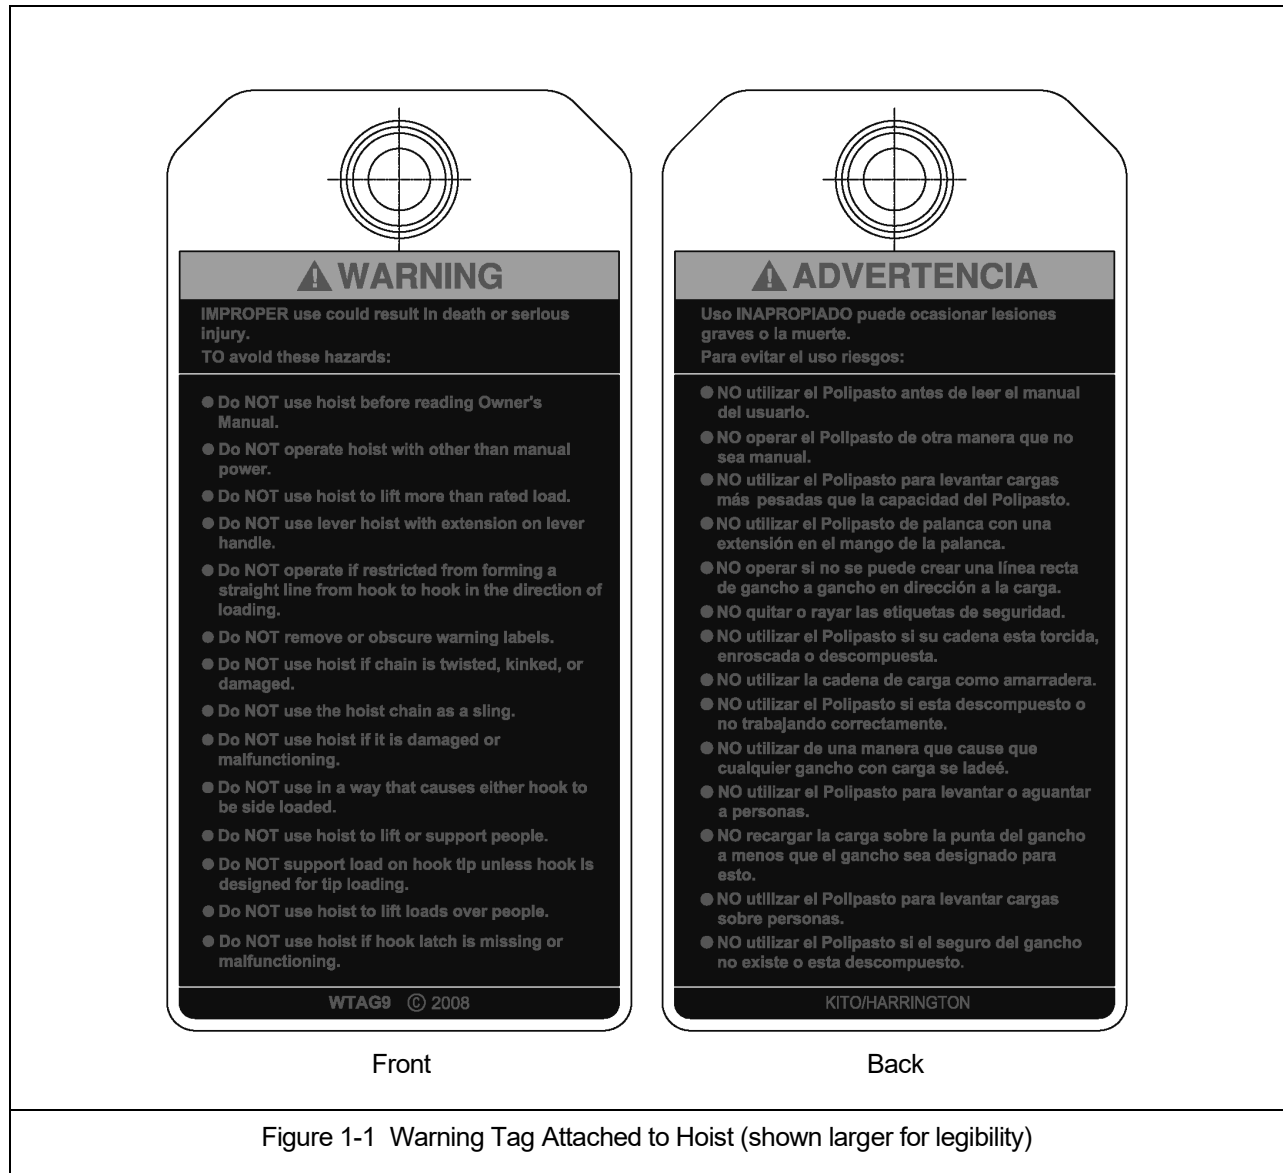 WARNING
IMPROPER use could result in death or serious
injury.
TO avoid these hazards:
● Do NOT use hoist before reading Owner's
Manual.
● Do NOT operate hoist with other than manual
power.
● Do NOT use hoist to lift more than rated load.
● Do NOT use lever hoist with extension on lever
handle.
● Do NOT operate if restricted from forming a
straight line from hook to hook in the direction of
loading.
● Do NOT remove or obscure warning labels.
● Do NOT use hoist if chain is twisted, kinked, or
damaged.
● Do NOT use the hoist chain as a sling.
● Do NOT use hoist if it is damaged or
malfunctioning.
● Do NOT use in a way that causes either hook to
be side loaded.
● Do NOT use hoist to lift or support people.
● Do NOT support load on hook tip unless hook is
designed for tip loading.
● Do NOT use hoist to lift loads over people.
● Do NOT use hoist if hook latch is missing or
malfunctioning.
WTAG9 © 2008
Front
ADVERTENCIA
Uso INAPROPIADO puede ocasionar lesiones
graves o la muerte.
Para evitar el uso riesgos:
● NO utilizar el Polipasto antes de leer el manual
del usuario.
● NO operar el Polipasto de otra manera que no
sea manual.
● NO utilizar el Polipasto para levantar cargas
más pesadas que la capacidad del Polipasto.
● NO utilizar el Polipasto de palanca con una
extensión en el mango de la palanca.
● NO operar si no se puede crear una línea recta
de gancho a gancho en dirección a la carga.
● NO quitar o rayar las etiquetas de seguridad.
● NO utilizar el Polipasto si su cadena esta torcida,
enroscada o descompuesta.
● NO utilizar la cadena de carga como amarradera.
● NO utilizar el Polipasto si esta descompuesto o
no trabajando correctamente.
● NO utilizar de una manera que cause que
cualquier gancho con carga se ladeé.
● NO utilizar el Polipasto para levantar o aguantar
a personas.
● NO recargar la carga sobre la punta del gancho
a menos que el gancho sea designado para
esto.
● NO utilizar el Polipasto para levantar cargas
sobre personas.
● NO utilizar el Polipasto si el seguro del gancho
no existe o esta descompuesto.
KITO/HARRINGTON
Back
Figure 1-1 Warning Tag Attached to Hoist (shown larger for legibility)